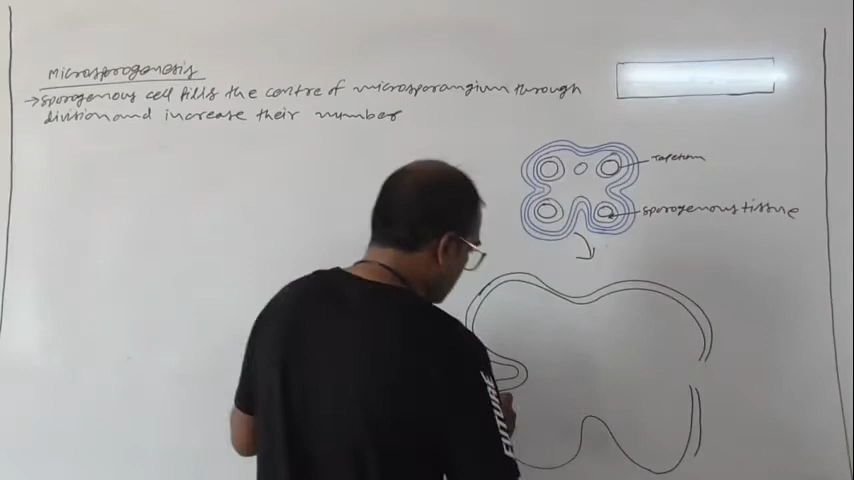 Microsporogenesis
→ Sporogenous cell fills the centre of microsporangium through
division and increase their number
Tapetum
sporogenous tissue
FUTURE